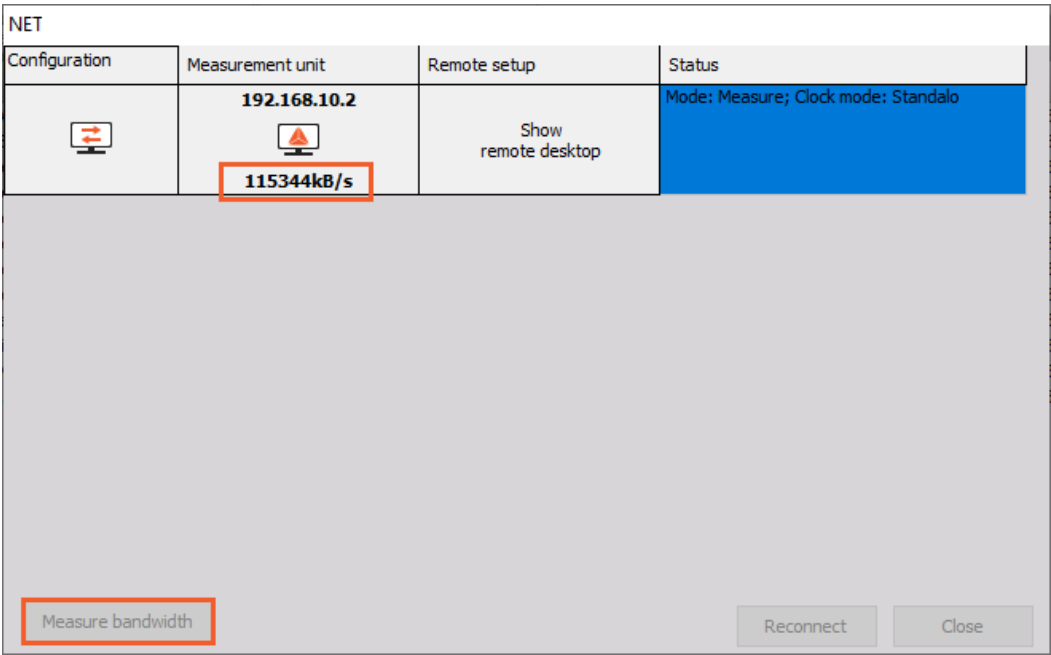 NET
Configuration
Measurement unit
Remote setup
Status
192.168.10.2
115344kB/s
Show
remote desktop
Mode: Measure; Clock mode: Standalo
Measure bandwidth
Reconnect
Close